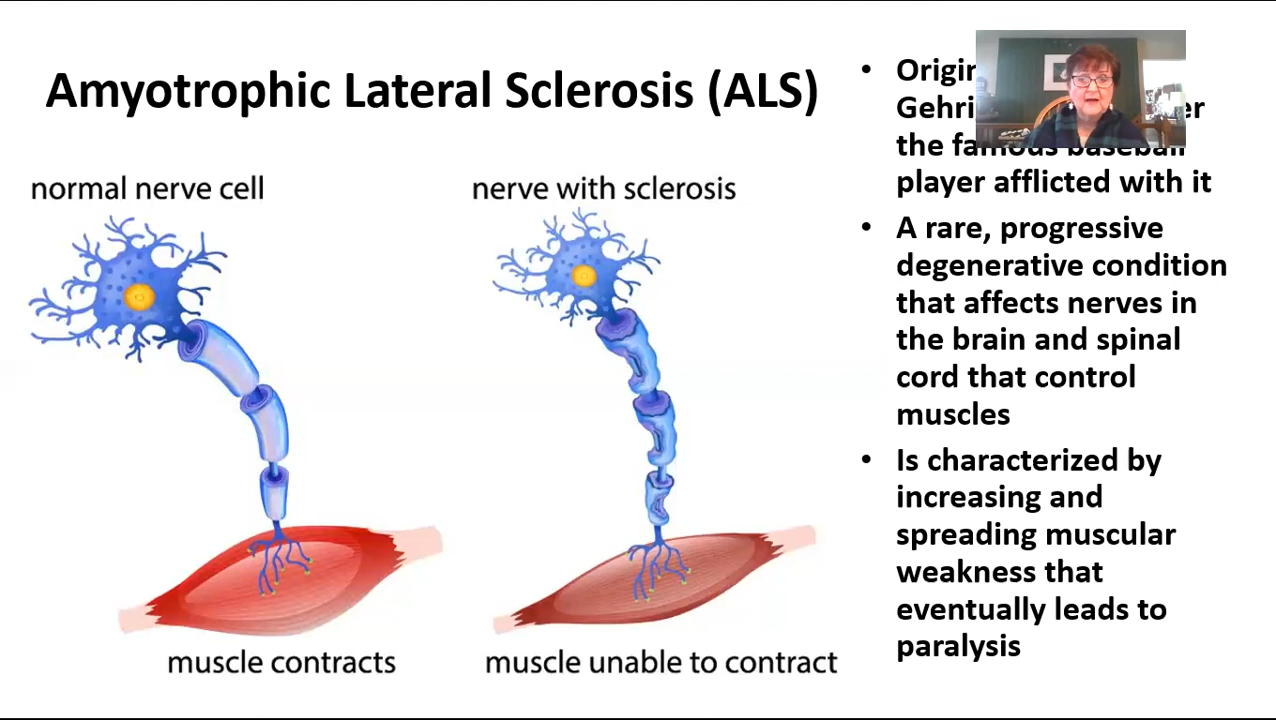 Amyotrophic Lateral Sclerosis (ALS)
normal nerve cell
nerve with sclerosis
muscle contracts
muscle unable to contract
•
the famous baseball
player afflicted with it
• A rare, progressive
degenerative condition
that affects nerves in
the brain and spinal
cord that control
muscles
• Is characterized by
increasing and
spreading muscular
weakness that
eventually leads to
paralysis